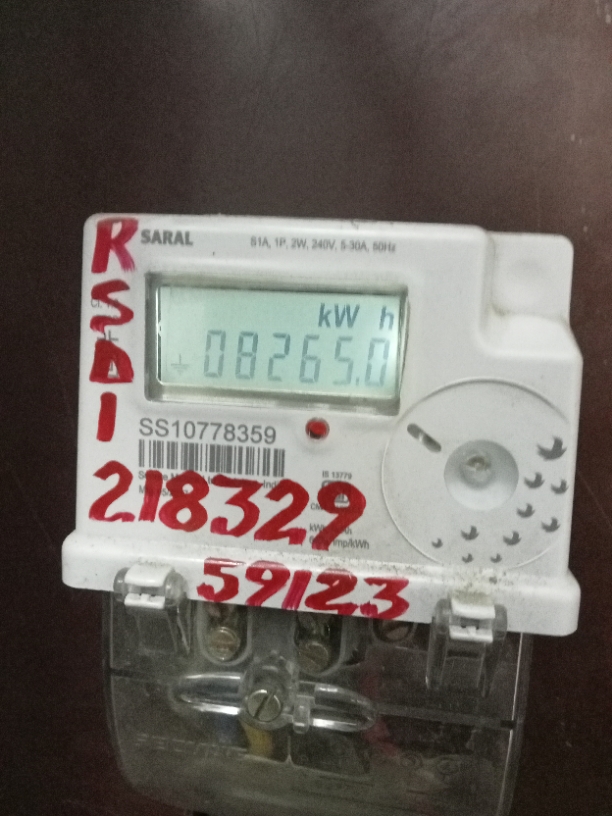 SARAL
S1A, 1P, 2W, 240V, 5-30A, 50Hz
RSDI
kW h
08265.0
SS10778359
IS 13779
218329
59123